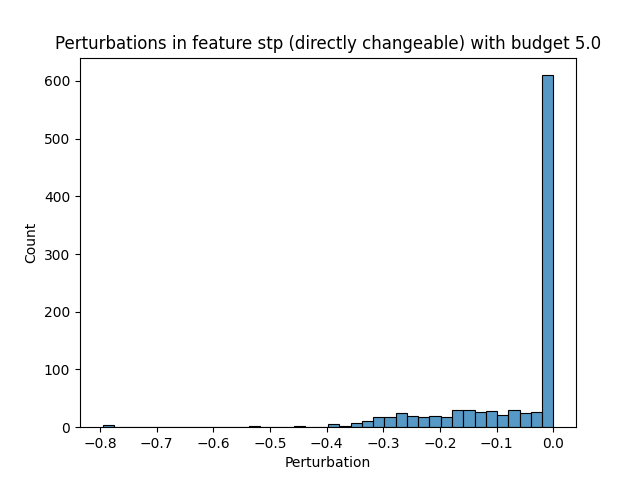 Perturbations in feature stp (directly changeable) with budget 5.0
Count
600
500
400
300
200
100
0
−0.8 −0.7 −0.6 −0.5 −0.4 −0.3 −0.2 −0.1 0.0
Perturbation